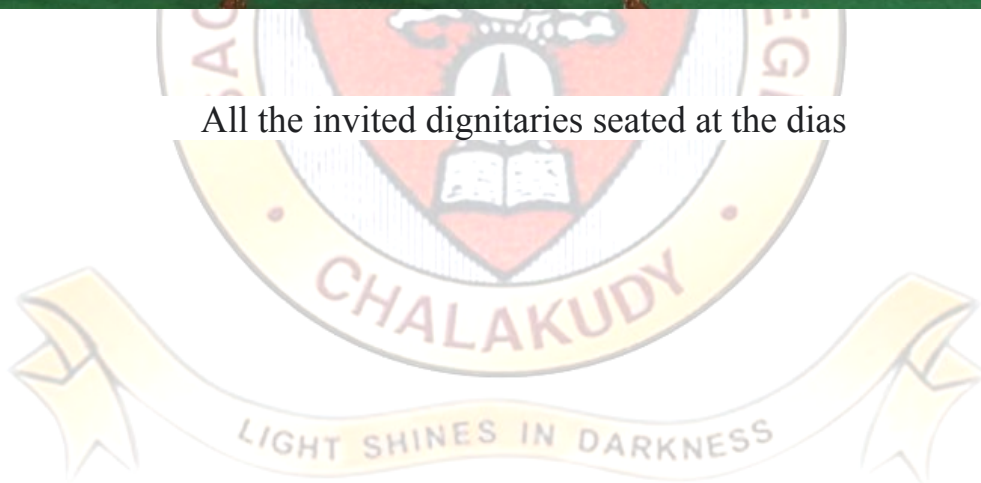 All the invited dignitaries seated at the dias
CHALAKUDY
LIGHT SHINES IN DARKNESS